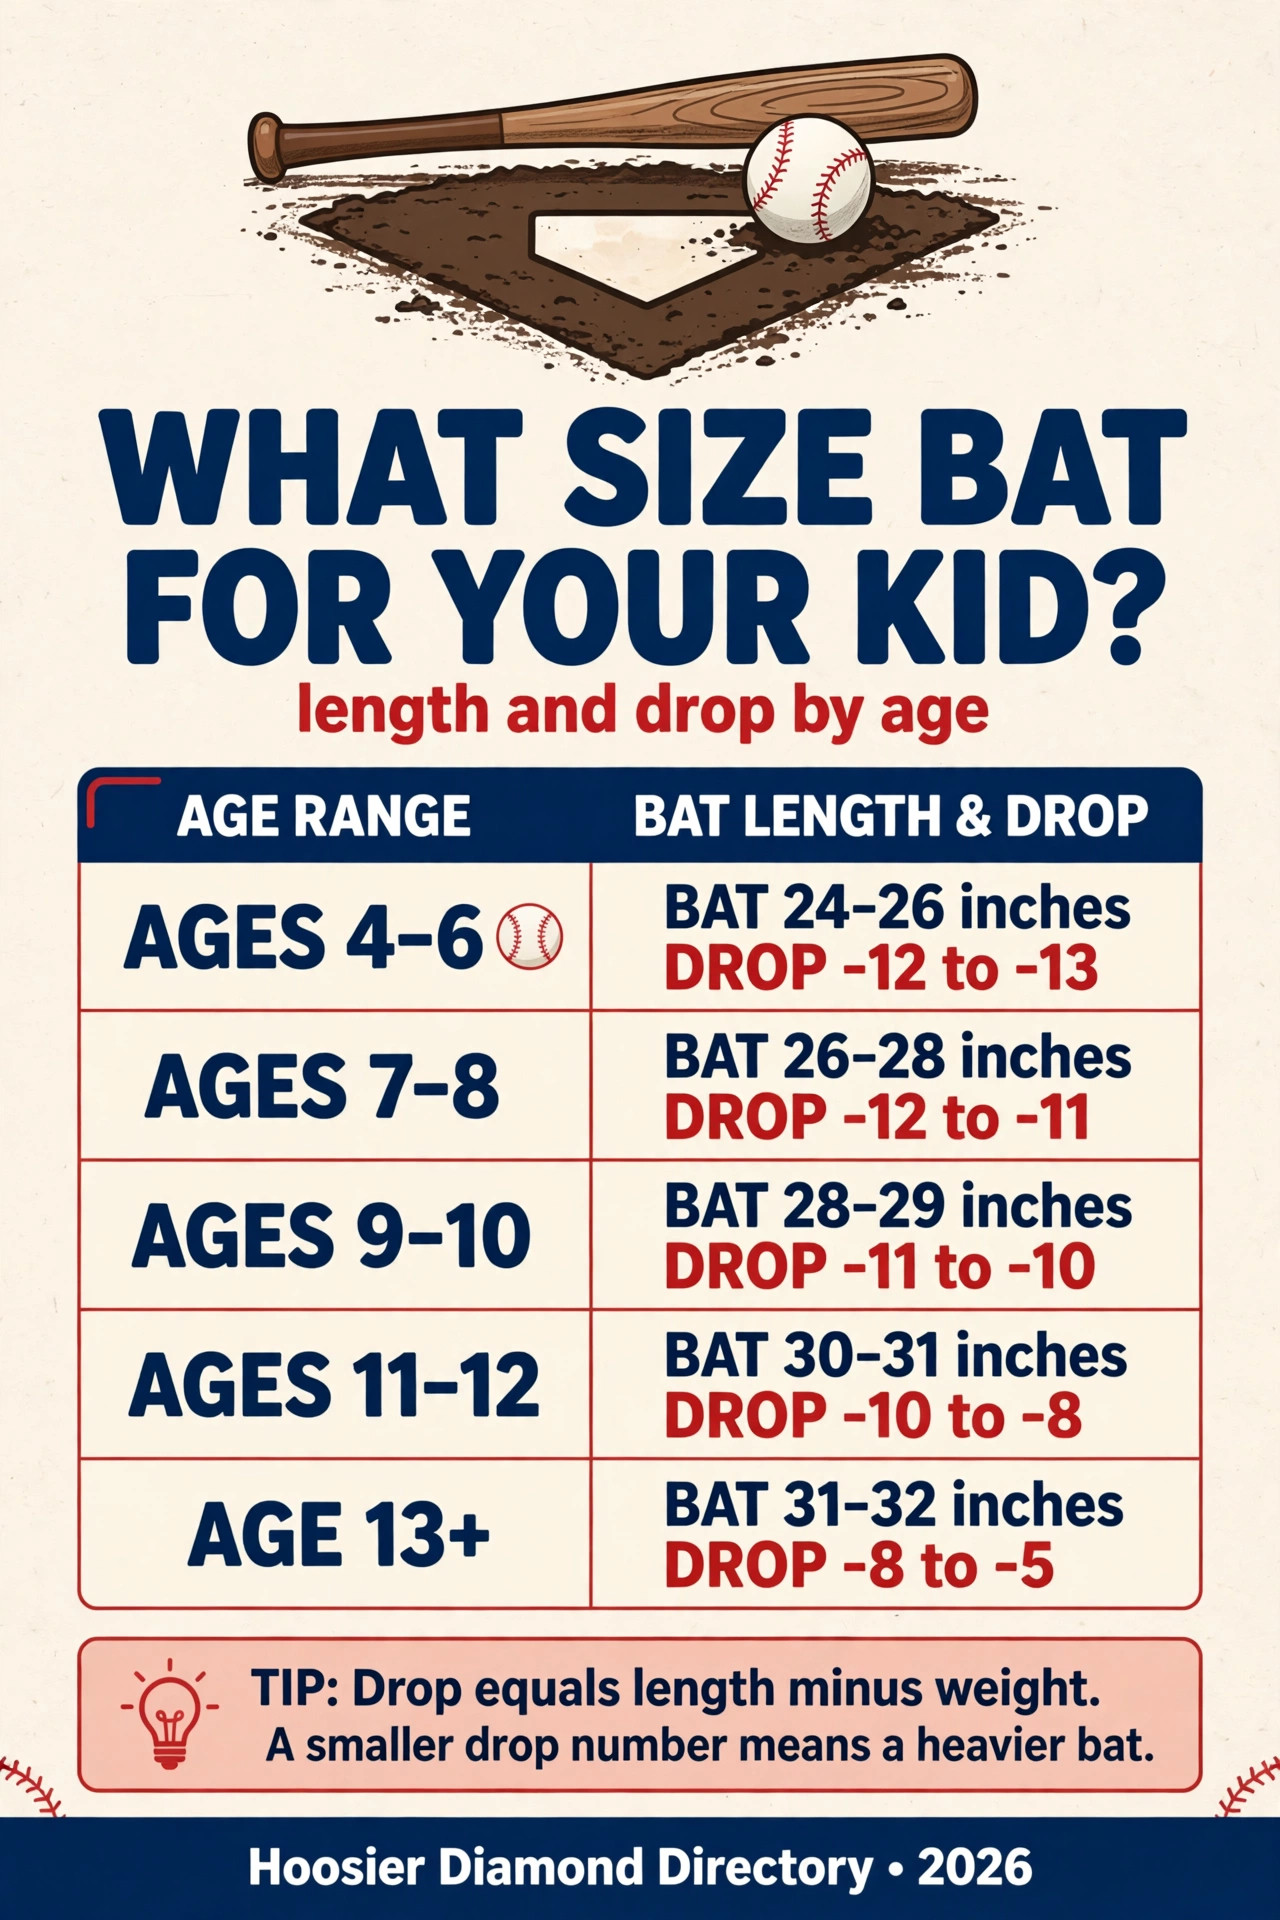 WHAT SIZE BAT
FOR YOUR KID?
length and drop by age
AGE RANGE
BAT LENGTH & DROP
AGES 4–6
BAT 24–26 inches
DROP -12 to -13
AGES 7–8
BAT 26–28 inches
DROP -12 to -11
AGES 9–10
BAT 28–29 inches
DROP -11 to -10
AGES 11–12
BAT 30–31 inches
DROP -10 to -8
AGE 13+
BAT 31–32 inches
DROP -8 to -5
TIP: Drop equals length minus weight.
A smaller drop number means a heavier bat.
Hoosier Diamond Directory • 2026